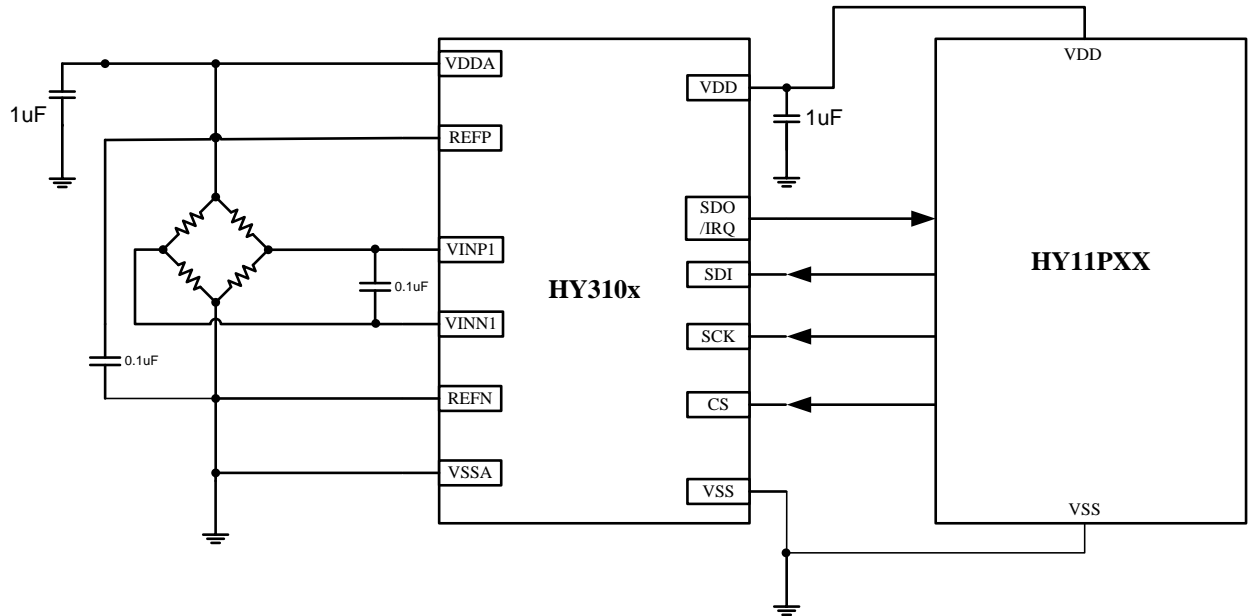 VDDA
VDD
VDD
1uF
1uF
REFP
SDO
/IRQ
VINP1
SDI
HY310x
HY11PXX
0.1uF
VINN1
SCK
0.1uF
REFN
CS
VSSA
VSS
VSS